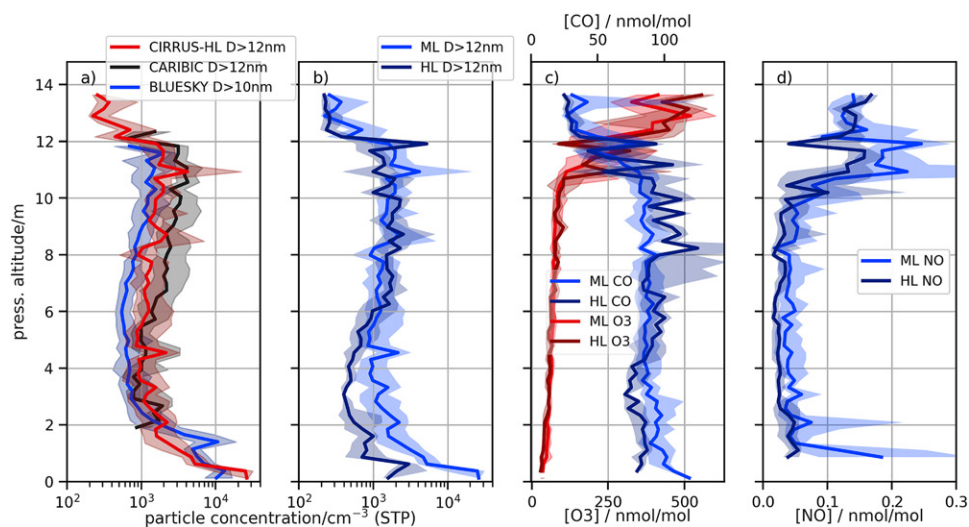 [CO] / nmol/mol
0 50 100
CIRRUS-HL D>12nm
CARIBIC D>12nm
BLUESKY D>10nm
ML D>12nm
HL D>12nm
a) b) c) d)
14
12
10
8
6
4
2
0
press. altitude/m
ML CO
HL CO
ML O3
HL O3
ML NO
HL NO
10² 10³ 10⁴ 10² 10³ 10⁴ 0 250 500 0.0 0.1 0.2 0.3
particle concentration/cm⁻³ (STP) [O3] / nmol/mol [NO] / nmol/mol